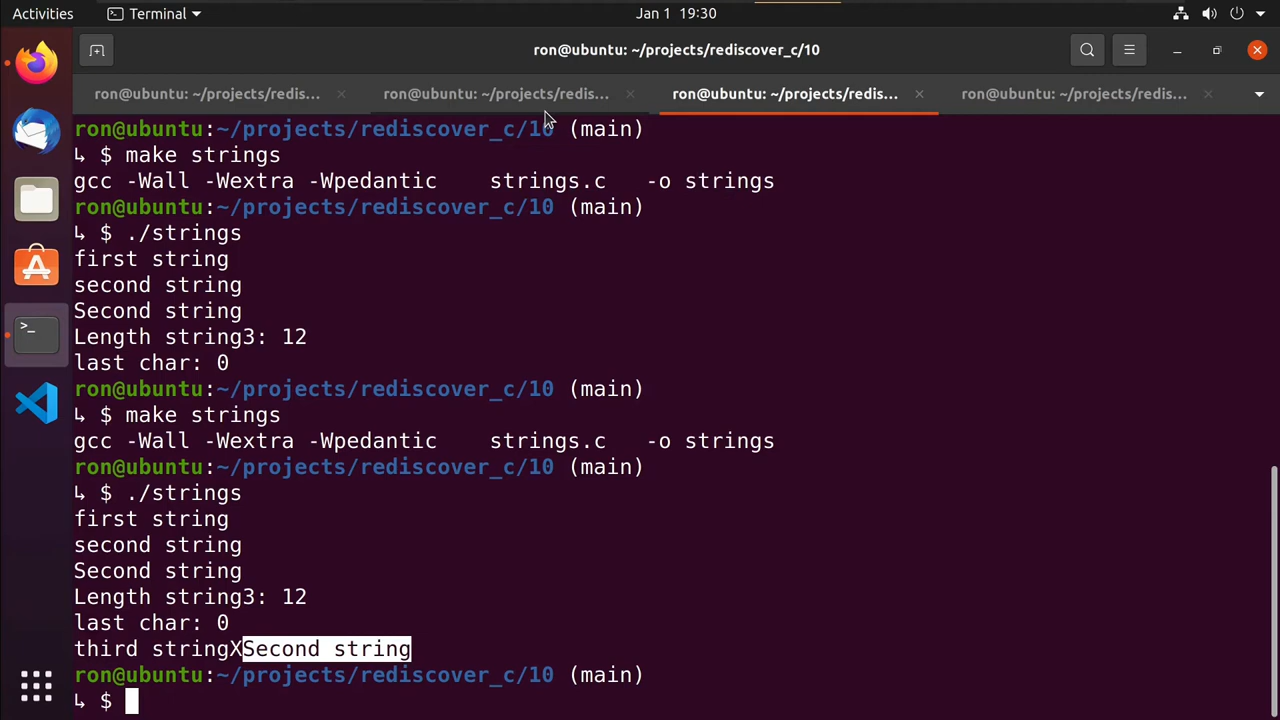 Activities Terminal Jan 1 19:30
ron@ubuntu: ~/projects/rediscover_c/10
ron@ubuntu: ~/projects/redis... ron@ubuntu: ~/projects/redis... ron@ubuntu: ~/projects/redis... ron@ubuntu: ~/projects/redis...
ron@ubuntu:~/projects/rediscover_c/10 (main)
↳ $ make strings
gcc -Wall -Wextra -Wpedantic    strings.c   -o strings
ron@ubuntu:~/projects/rediscover_c/10 (main)
↳ $ ./strings
first string
second string
Second string
Length string3: 12
last char: 0
ron@ubuntu:~/projects/rediscover_c/10 (main)
↳ $ make strings
gcc -Wall -Wextra -Wpedantic    strings.c   -o strings
ron@ubuntu:~/projects/rediscover_c/10 (main)
↳ $ ./strings
first string
second string
Second string
Length string3: 12
last char: 0
third stringXSecond string
ron@ubuntu:~/projects/rediscover_c/10 (main)
↳ $